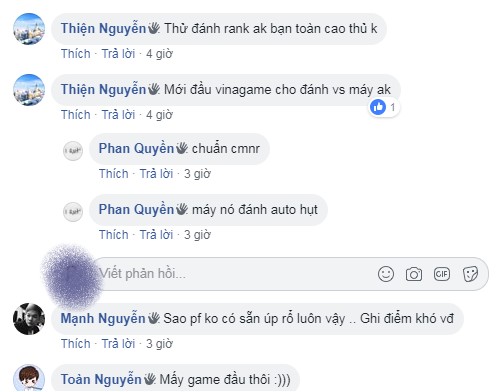 Thiện Nguyễn Thử đánh rank ak bạn toàn cao thủ k
Thích · Trả lời · 4 giờ
Thiện Nguyễn Mới đầu vinagame cho đánh vs máy ak
1
Thích · Trả lời · 4 giờ
Phan Quyền chuẩn cmnr
Thích · Trả lời · 3 giờ
Phan Quyền máy nó đánh auto hụt
Thích · Trả lời · 3 giờ
Viết phản hồi...
GIF
Mạnh Nguyễn Sao pf ko có sẵn úp rổ luôn vậy .. Ghi điểm khó vđ
Thích · Trả lời · 3 giờ
Toản Nguyễn Mấy game đầu thôi :)))